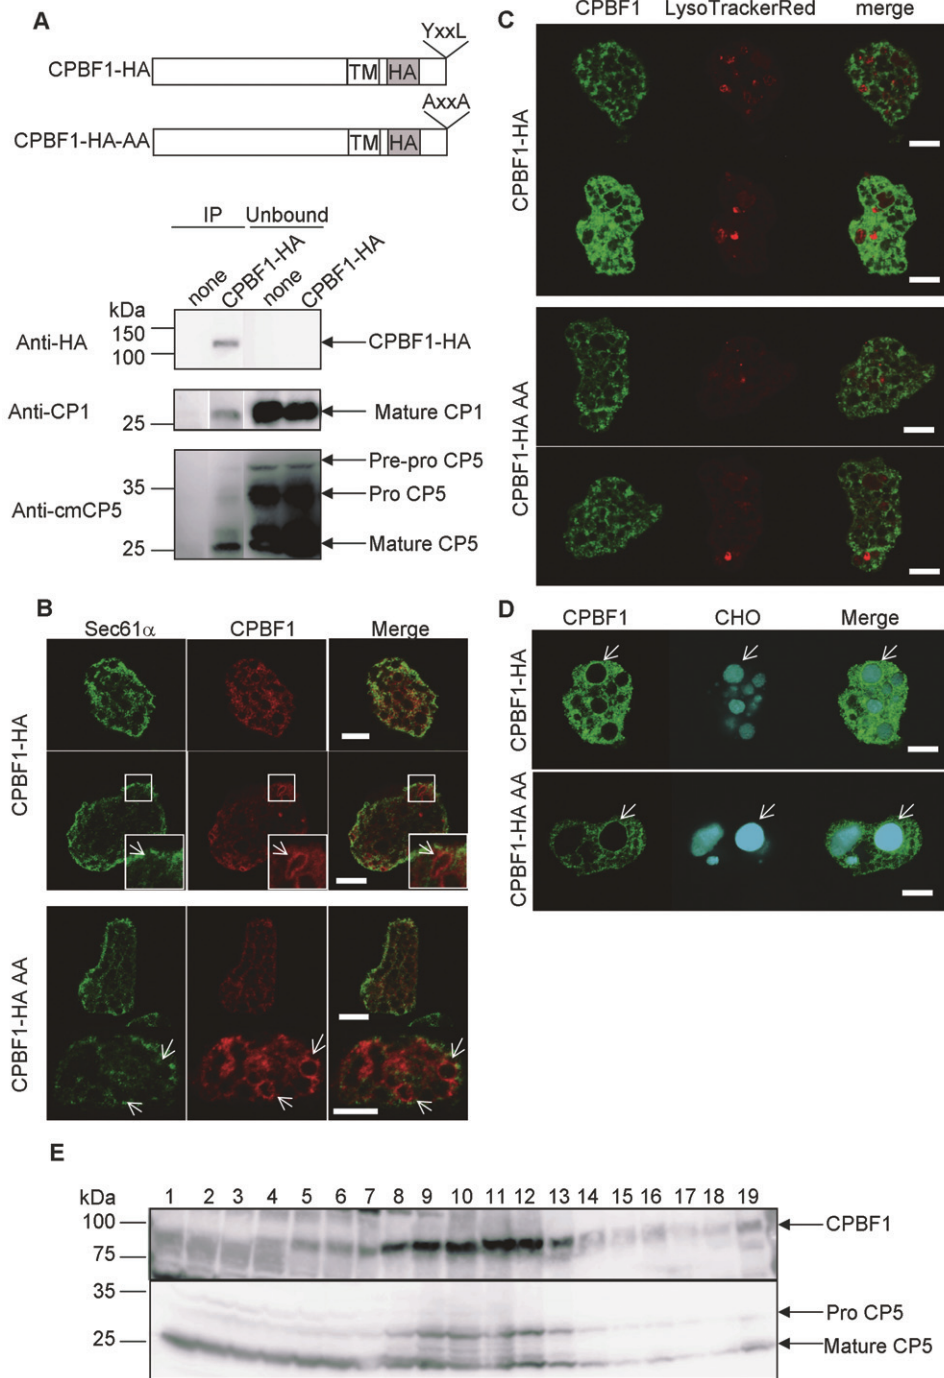 A
YxxL
CPBF1-HA
TM
HA
AxxA
CPBF1-HA-AA
TM
HA
IP
Unbound
none
CPBF1-HA
none
CPBF1-HA
kDa
150
100
Anti-HA
CPBF1-HA
Anti-CP1
25
Mature CP1
Pre-pro CP5
35
Pro CP5
Anti-cmCP5
25
Mature CP5
B
Sec61α
CPBF1
Merge
CPBF1-HA
CPBF1-HA AA
C
CPBF1
LysoTrackerRed
merge
CPBF1-HA
CPBF1-HA AA
D
CPBF1
CHO
Merge
CPBF1-HA
CPBF1-HA AA
E
kDa
1 2 3 4 5 6 7 8 9 10 11 12 13 14 15 16 17 18 19
100
CPBF1
75
35
Pro CP5
25
Mature CP5